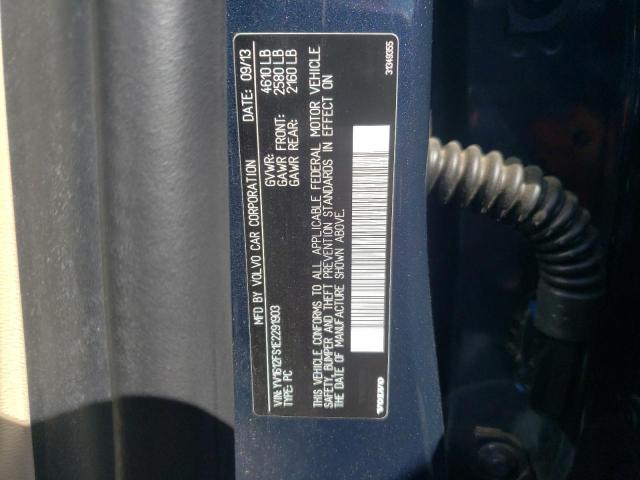 MFD BY VOLVO CAR CORPORATION DATE: 09/13
GVWR: 4610 LB
GAWR FRONT: 2580 LB
GAWR REAR: 2160 LB
VIN: YV1612FS1E2291903
TYPE: PC
THIS VEHICLE CONFORMS TO ALL APPLICABLE FEDERAL MOTOR VEHICLE
SAFETY, BUMPER AND THEFT PREVENTION STANDARDS IN EFFECT ON
THE DATE OF MANUFACTURE SHOWN ABOVE.
VOLVO
31349355